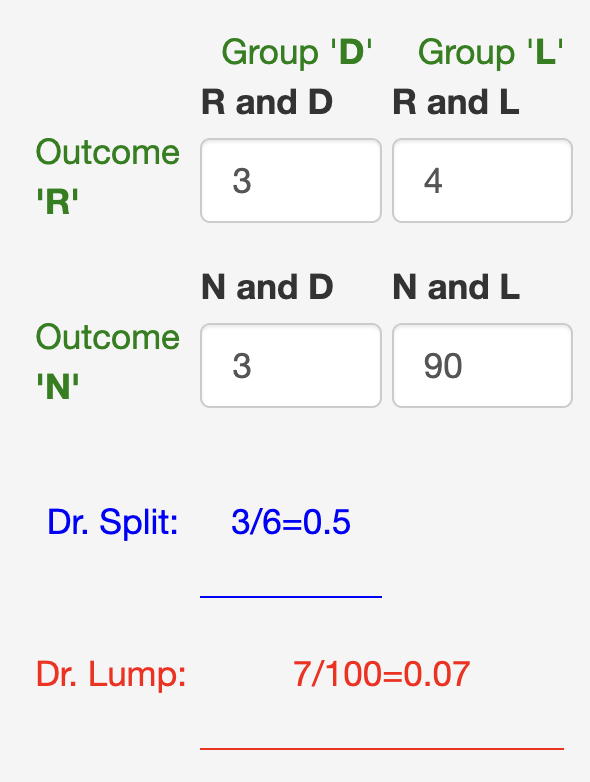 Group 'D' Group 'L'
R and D R and L
Outcome 'R' 3 4
N and D N and L
Outcome 'N' 3 90
Dr. Split: 3/6=0.5
Dr. Lump: 7/100=0.07